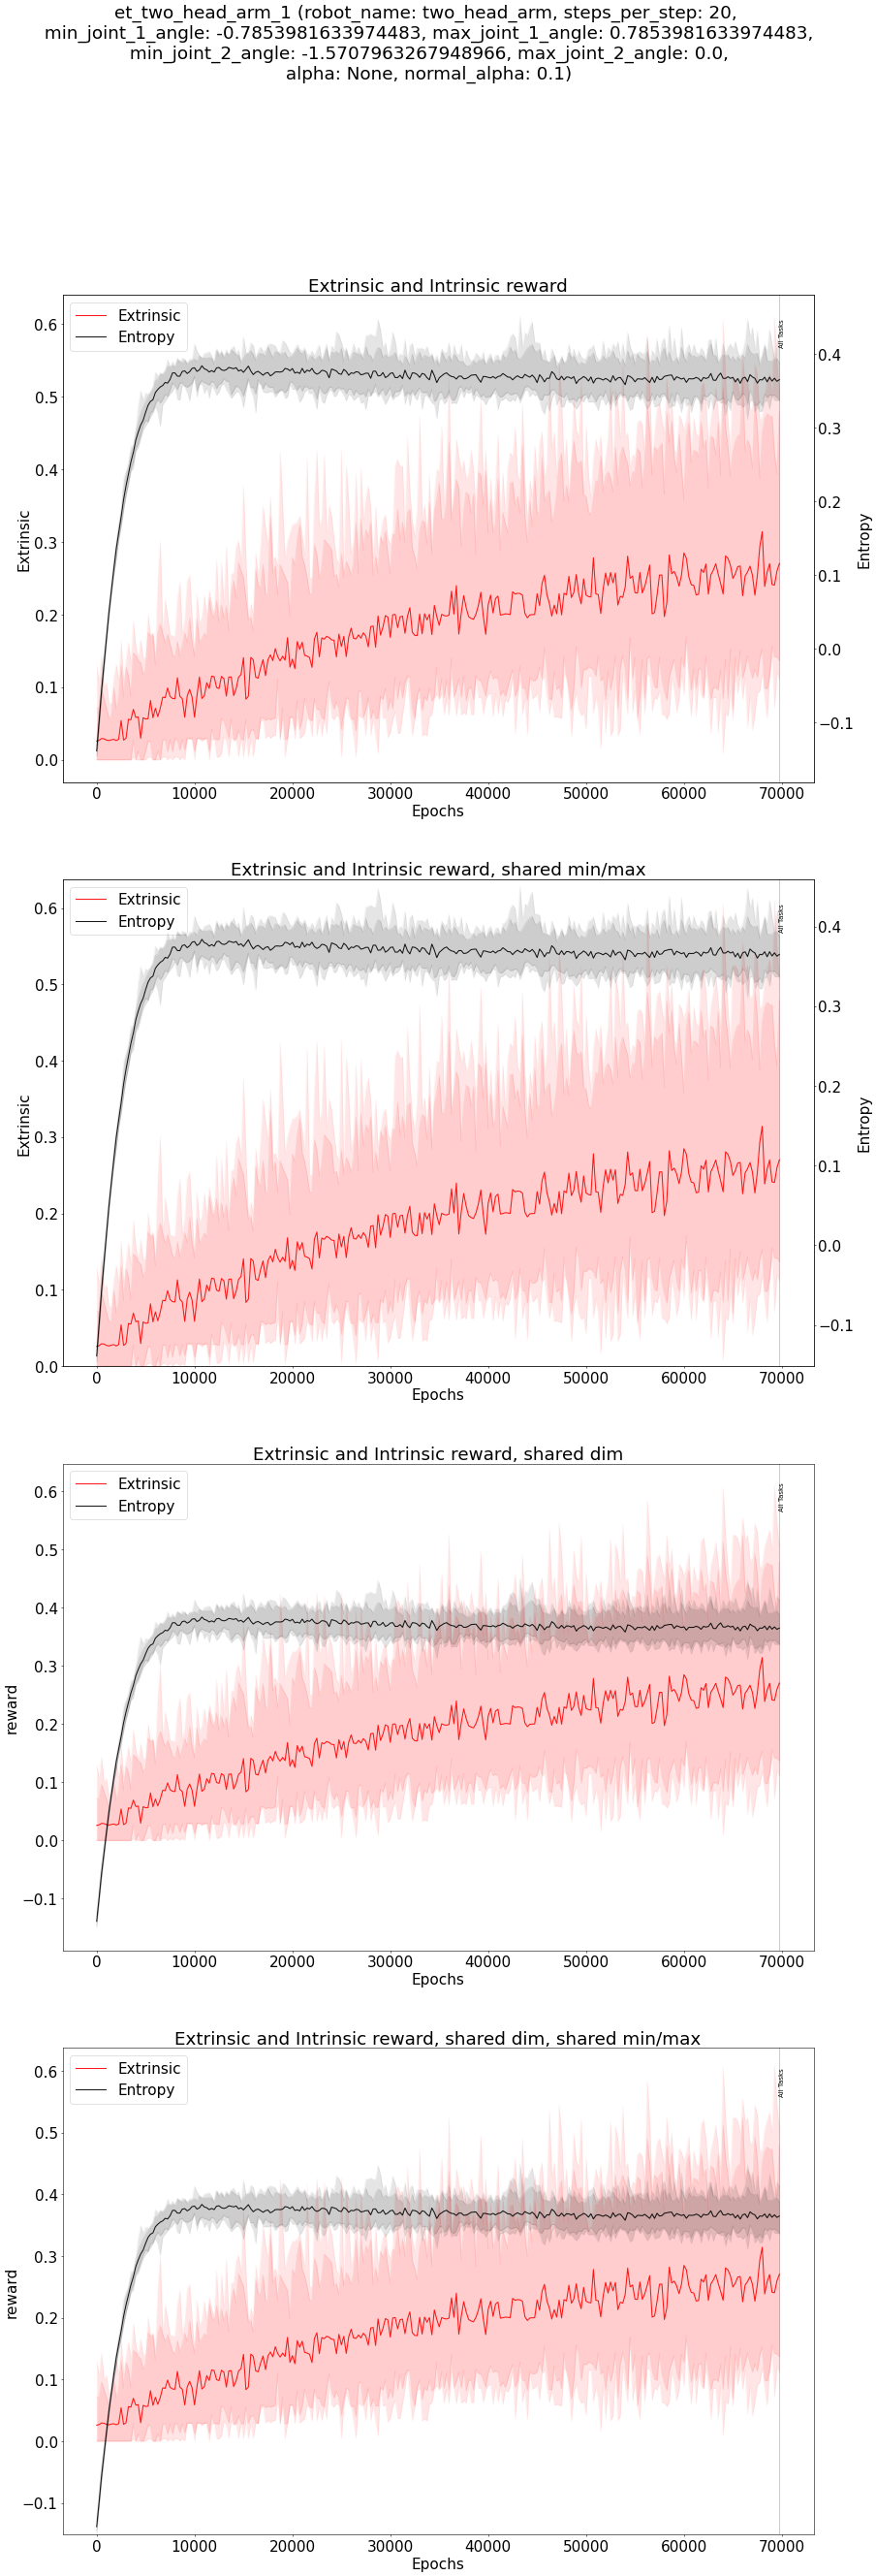 et_two_head_arm_1 (robot_name: two_head_arm, steps_per_step: 20,
min_joint_1_angle: -0.7853981633974483, max_joint_1_angle: 0.7853981633974483,
min_joint_2_angle: -1.5707963267948966, max_joint_2_angle: 0.0,
alpha: None, normal_alpha: 0.1)
Extrinsic and Intrinsic reward
Extrinsic
Entropy
All Tasks
0.6
0.5
0.4
0.3
0.2
0.1
0.0
Extrinsic
0.4
0.3
0.2
0.1
0.0
−0.1
Entropy
0 10000 20000 30000 40000 50000 60000 70000
Epochs
Extrinsic and Intrinsic reward, shared min/max
Extrinsic
Entropy
All Tasks
0.6
0.5
0.4
0.3
0.2
0.1
0.0
Extrinsic
0.4
0.3
0.2
0.1
0.0
−0.1
Entropy
0 10000 20000 30000 40000 50000 60000 70000
Epochs
Extrinsic and Intrinsic reward, shared dim
Extrinsic
Entropy
All Tasks
0.6
0.5
0.4
0.3
0.2
0.1
0.0
−0.1
reward
0 10000 20000 30000 40000 50000 60000 70000
Epochs
Extrinsic and Intrinsic reward, shared dim, shared min/max
Extrinsic
Entropy
All Tasks
0.6
0.5
0.4
0.3
0.2
0.1
0.0
−0.1
reward
0 10000 20000 30000 40000 50000 60000 70000
Epochs